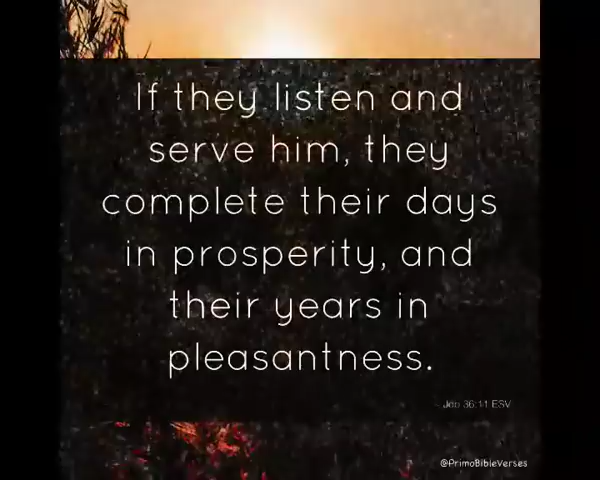 If they listen and
serve him, they
complete their days
in prosperity, and
their years in
pleasantness.
Job 36:11 ESV
@PrimoBibleVerses